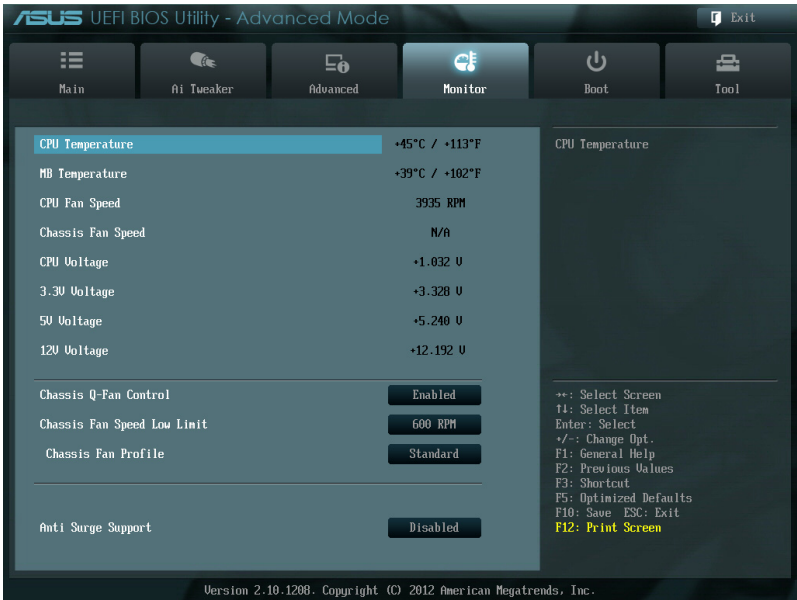 ASUS UEFI BIOS Utility - Advanced Mode
Exit
Main Ai Tweaker Advanced Monitor Boot Tool
CPU Temperature +45°C / +113°F
MB Temperature +39°C / +102°F
CPU Fan Speed 3935 RPM
Chassis Fan Speed N/A
CPU Voltage +1.032 V
3.3V Voltage +3.328 V
5V Voltage +5.240 V
12V Voltage +12.192 V
Chassis Q-Fan Control Enabled
Chassis Fan Speed Low Limit 600 RPM
Chassis Fan Profile Standard
Anti Surge Support Disabled
CPU Temperature
→←: Select Screen
↑↓: Select Item
Enter: Select
+/-: Change Opt.
F1: General Help
F2: Previous Values
F3: Shortcut
F5: Optimized Defaults
F10: Save ESC: Exit
F12: Print Screen
Version 2.10.1208. Copyright (C) 2012 American Megatrends, Inc.